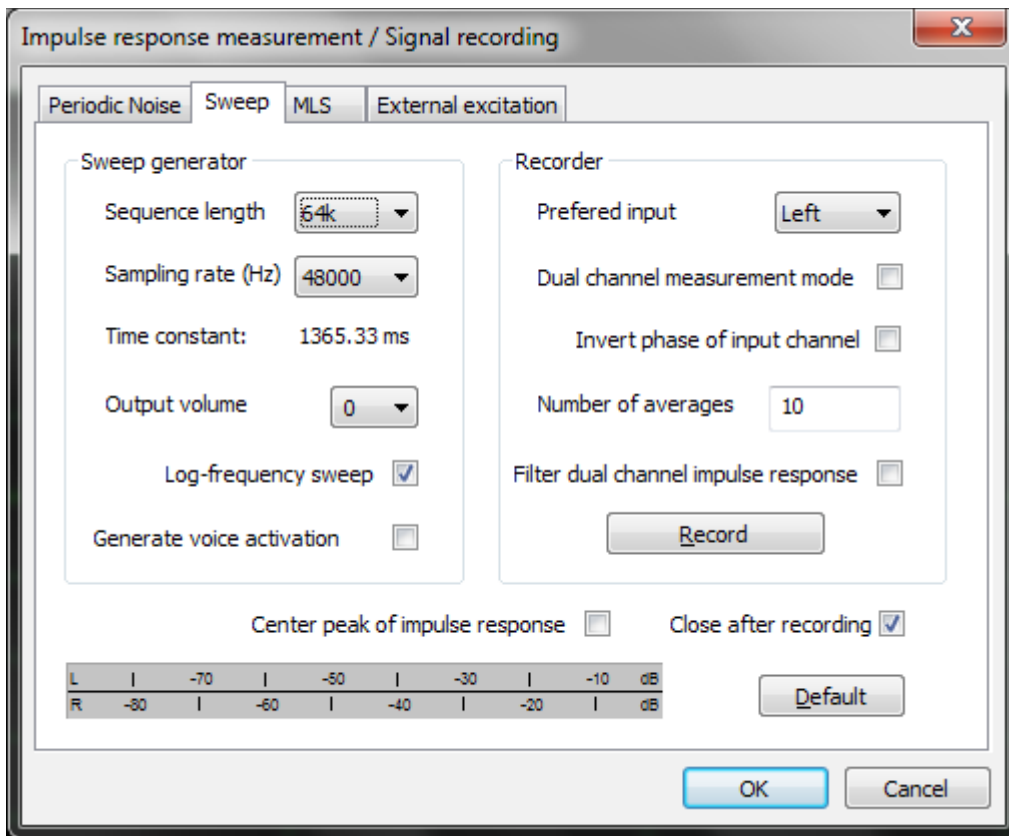 Impulse response measurement / Signal recording
Periodic Noise Sweep MLS External excitation
Sweep generator
Sequence length 64k
Sampling rate (Hz) 48000
Time constant: 1365.33 ms
Output volume 0
Log-frequency sweep
Generate voice activation
Recorder
Prefered input Left
Dual channel measurement mode
Invert phase of input channel
Number of averages 10
Filter dual channel impulse response
Record
Center peak of impulse response Close after recording
L | -70 | -50 | -30 | -10 dB
R -80 | -60 | -40 | -20 | dB
Default
OK Cancel